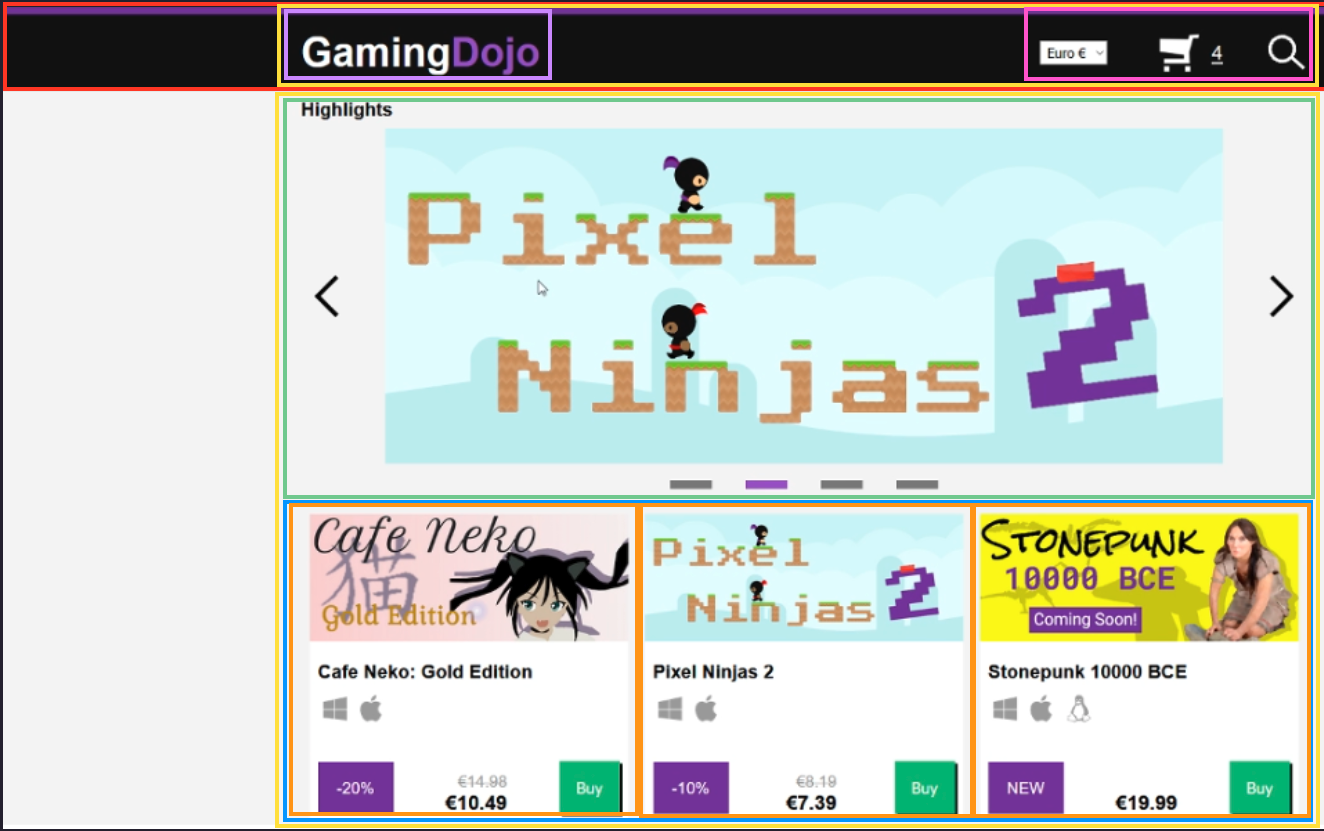 GamingDojo
Euro €
4
Highlights
Pixel
Ninjas 2
Cafe Neko
猫
Gold Edition
Pixel
Ninjas 2
STONEPUNK
10000 BCE
Coming Soon!
Cafe Neko: Gold Edition
Pixel Ninjas 2
Stonepunk 10000 BCE
-20%
€14.98
€10.49
Buy
-10%
€8.19
€7.39
Buy
NEW
€19.99
Buy